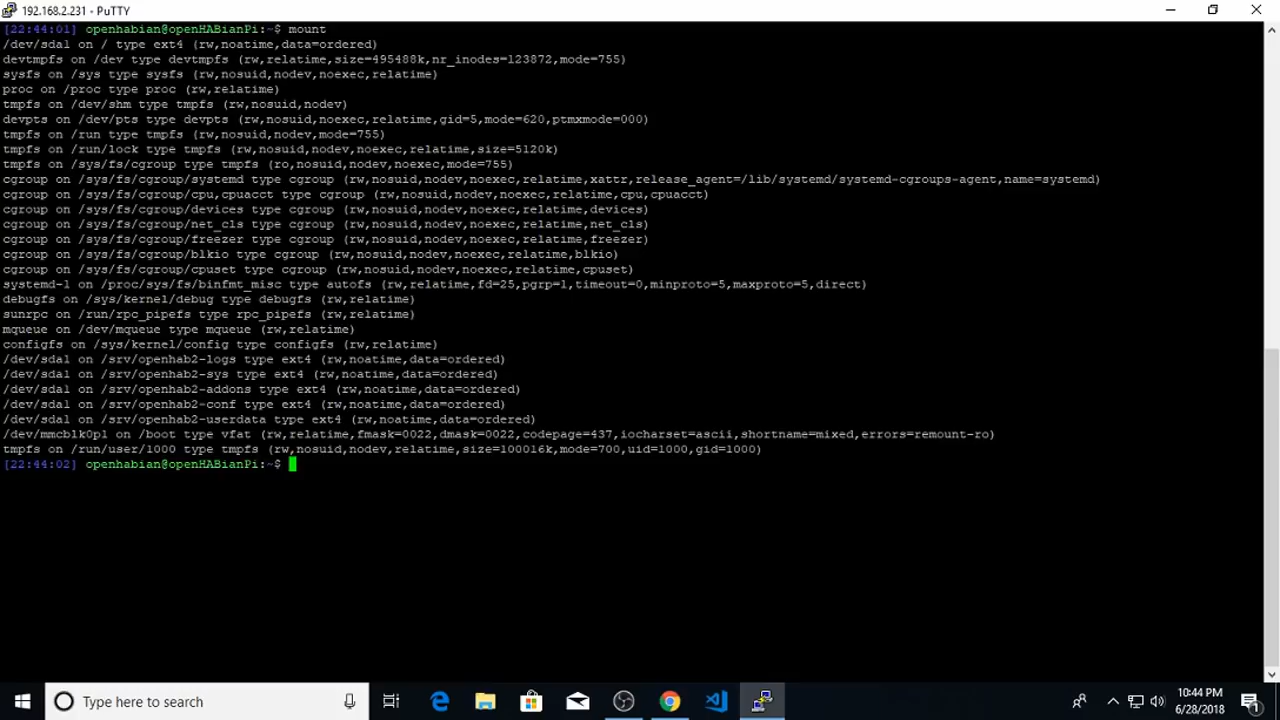 192.168.2.231 - PuTTY
[22:44:01] openhabian@openHABianPi:~$ mount
/dev/sda1 on / type ext4 (rw,noatime,data=ordered)
devtmpfs on /dev type devtmpfs (rw,relatime,size=495488k,nr_inodes=123872,mode=755)
sysfs on /sys type sysfs (rw,nosuid,nodev,noexec,relatime)
proc on /proc type proc (rw,relatime)
tmpfs on /dev/shm type tmpfs (rw,nosuid,nodev)
devpts on /dev/pts type devpts (rw,nosuid,noexec,relatime,gid=5,mode=620,ptmxmode=000)
tmpfs on /run type tmpfs (rw,nosuid,nodev,mode=755)
tmpfs on /run/lock type tmpfs (rw,nosuid,nodev,noexec,relatime,size=5120k)
tmpfs on /sys/fs/cgroup type tmpfs (ro,nosuid,nodev,noexec,mode=755)
cgroup on /sys/fs/cgroup/systemd type cgroup (rw,nosuid,nodev,noexec,relatime,xattr,release_agent=/lib/systemd/systemd-cgroups-agent,name=systemd)
cgroup on /sys/fs/cgroup/cpu,cpuacct type cgroup (rw,nosuid,nodev,noexec,relatime,cpu,cpuacct)
cgroup on /sys/fs/cgroup/devices type cgroup (rw,nosuid,nodev,noexec,relatime,devices)
cgroup on /sys/fs/cgroup/net_cls type cgroup (rw,nosuid,nodev,noexec,relatime,net_cls)
cgroup on /sys/fs/cgroup/freezer type cgroup (rw,nosuid,nodev,noexec,relatime,freezer)
cgroup on /sys/fs/cgroup/blkio type cgroup (rw,nosuid,nodev,noexec,relatime,blkio)
cgroup on /sys/fs/cgroup/cpuset type cgroup (rw,nosuid,nodev,noexec,relatime,cpuset)
systemd-1 on /proc/sys/fs/binfmt_misc type autofs (rw,relatime,fd=25,pgrp=1,timeout=0,minproto=5,maxproto=5,direct)
debugfs on /sys/kernel/debug type debugfs (rw,relatime)
sunrpc on /run/rpc_pipefs type rpc_pipefs (rw,relatime)
mqueue on /dev/mqueue type mqueue (rw,relatime)
configfs on /sys/kernel/config type configfs (rw,relatime)
/dev/sda1 on /srv/openhab2-logs type ext4 (rw,noatime,data=ordered)
/dev/sda1 on /srv/openhab2-sys type ext4 (rw,noatime,data=ordered)
/dev/sda1 on /srv/openhab2-addons type ext4 (rw,noatime,data=ordered)
/dev/sda1 on /srv/openhab2-conf type ext4 (rw,noatime,data=ordered)
/dev/sda1 on /srv/openhab2-userdata type ext4 (rw,noatime,data=ordered)
/dev/mmcblk0p1 on /boot type vfat (rw,relatime,fmask=0022,dmask=0022,codepage=437,iocharset=ascii,shortname=mixed,errors=remount-ro)
tmpfs on /run/user/1000 type tmpfs (rw,nosuid,nodev,relatime,size=100016k,mode=700,uid=1000,gid=1000)
[22:44:02] openhabian@openHABianPi:~$
Type here to search
10:44 PM
6/28/2018
1